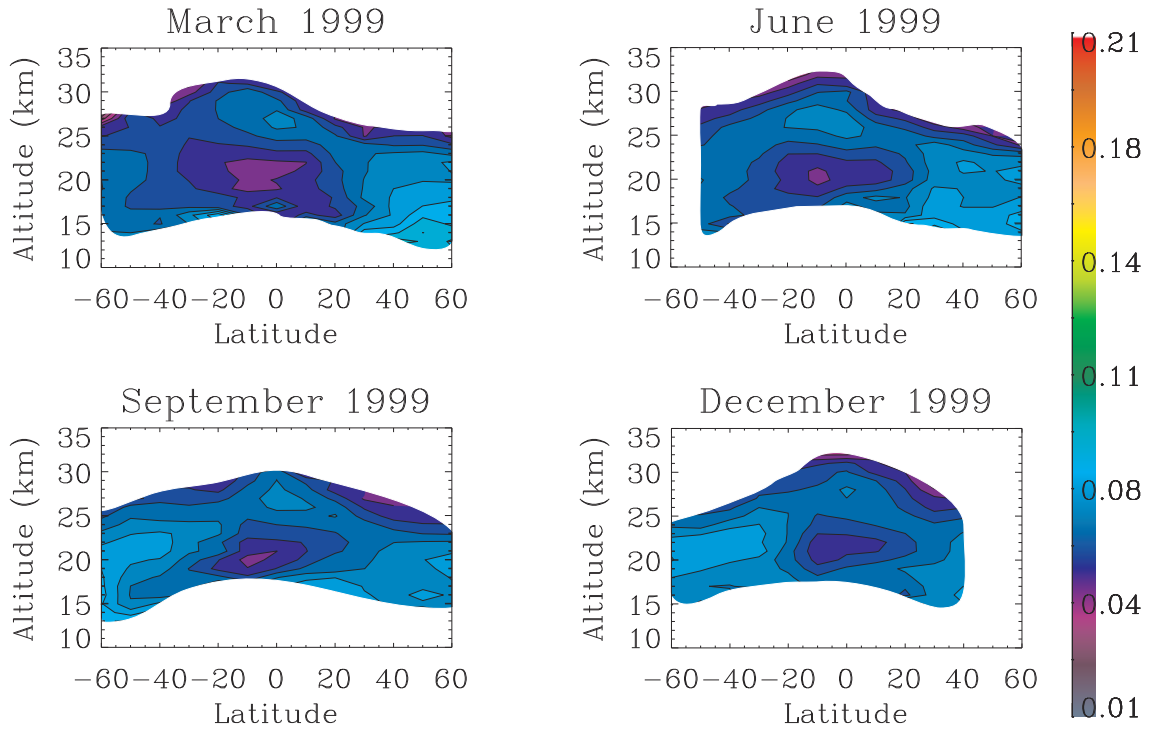 March 1999
35
30
25
20
15
10
Altitude (km)
-60 -40 -20 0 20 40 60
Latitude
June 1999
35
30
25
20
15
10
Altitude (km)
-60 -40 -20 0 20 40 60
Latitude
September 1999
35
30
25
20
15
10
Altitude (km)
-60 -40 -20 0 20 40 60
Latitude
December 1999
35
30
25
20
15
10
Altitude (km)
-60 -40 -20 0 20 40 60
Latitude
0.21
0.18
0.14
0.11
0.08
0.04
0.01